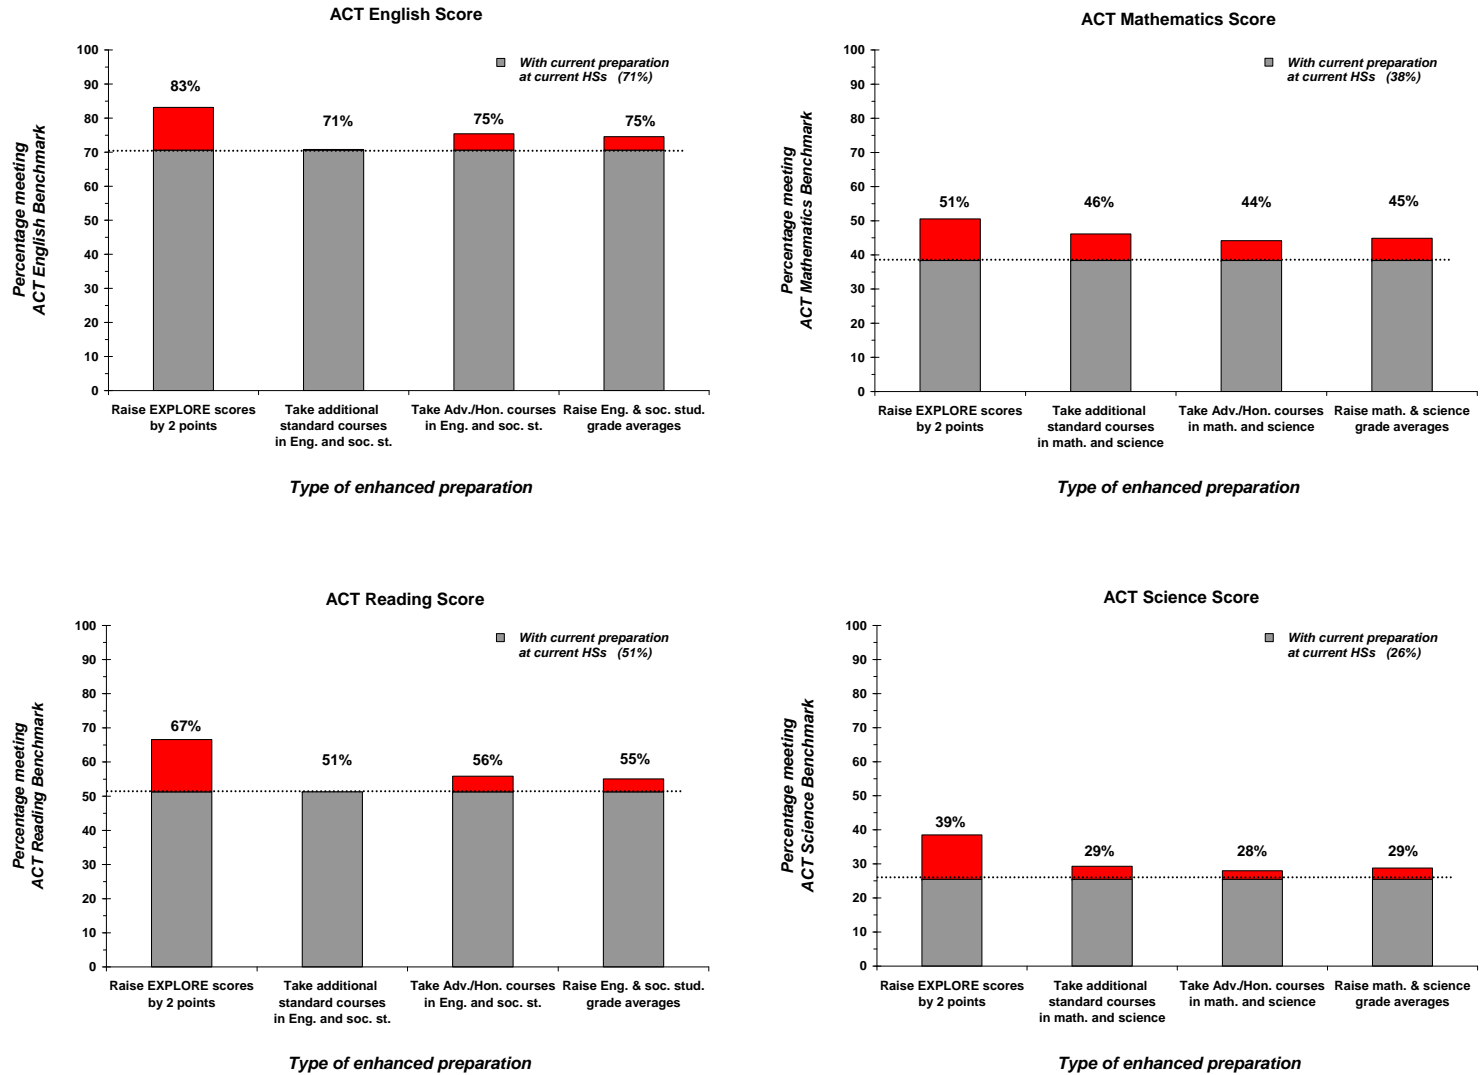 ACT English Score
100
90
80
70
60
50
40
30
20
10
0
Percentage meeting
ACT English Benchmark
With current preparation
at current HSs (71%)
83%
71%
75%
75%
Raise EXPLORE scores
by 2 points
Take additional
standard courses
in Eng. and soc. st.
Take Adv./Hon. courses
in Eng. and soc. st.
Raise Eng. & soc. stud.
grade averages
Type of enhanced preparation
ACT Mathematics Score
100
90
80
70
60
50
40
30
20
10
0
Percentage meeting
ACT Mathematics Benchmark
With current preparation
at current HSs (38%)
51%
46%
44%
45%
Raise EXPLORE scores
by 2 points
Take additional
standard courses
in math. and science
Take Adv./Hon. courses
in math. and science
Raise math. & science
grade averages
Type of enhanced preparation
ACT Reading Score
100
90
80
70
60
50
40
30
20
10
0
Percentage meeting
ACT Reading Benchmark
With current preparation
at current HSs (51%)
67%
51%
56%
55%
Raise EXPLORE scores
by 2 points
Take additional
standard courses
in Eng. and soc. st.
Take Adv./Hon. courses
in Eng. and soc. st.
Raise Eng. & soc. stud.
grade averages
Type of enhanced preparation
ACT Science Score
100
90
80
70
60
50
40
30
20
10
0
Percentage meeting
ACT Science Benchmark
With current preparation
at current HSs (26%)
39%
29%
28%
29%
Raise EXPLORE scores
by 2 points
Take additional
standard courses
in math. and science
Take Adv./Hon. courses
in math. and science
Raise math. & science
grade averages
Type of enhanced preparation